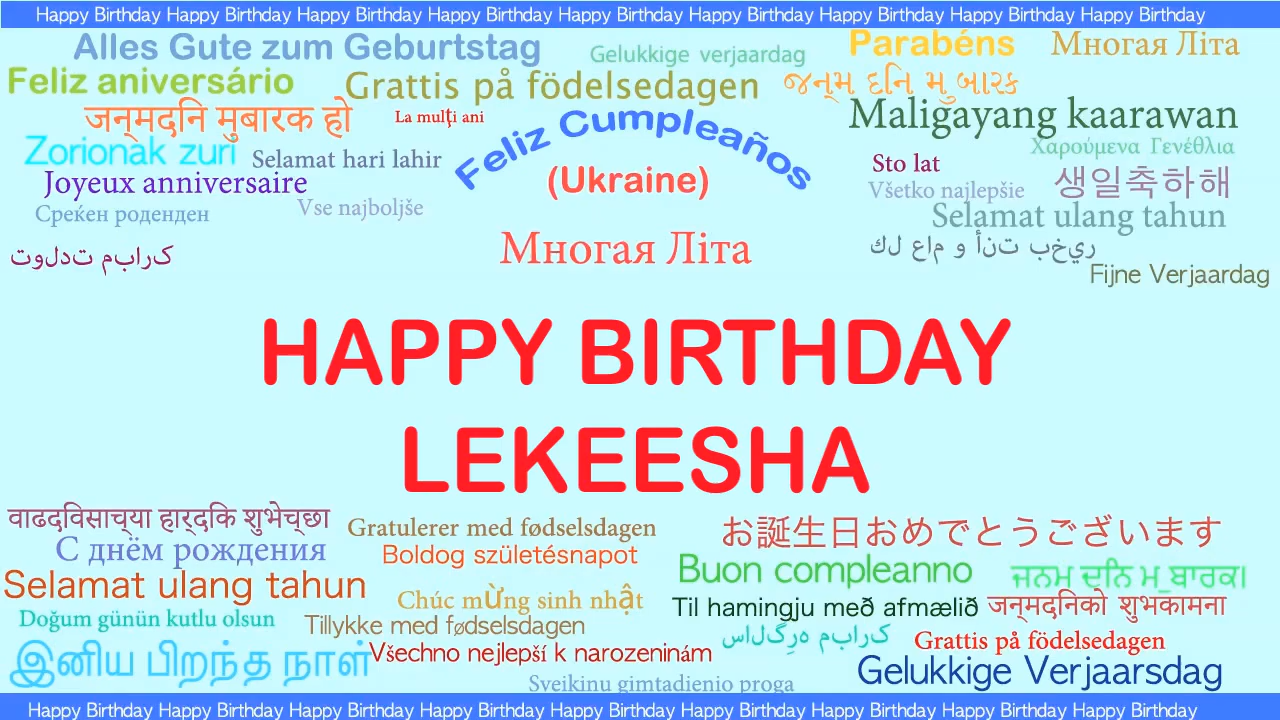 Happy Birthday Happy Birthday Happy Birthday Happy Birthday Happy Birthday Happy Birthday Happy Birthday Happy Birthday Happy Birthday
Alles Gute zum Geburtstag
Gelukkige verjaardag
Parabéns
Многая Літа
Feliz aniversário
Grattis på födelsedagen
જન્મ દિન મુબારક
जन्मदिन मुबारक हो
La mulţi ani
Feliz Cumpleaños
Maligayang kaarawan
Zorionak zuri
Selamat hari lahir
Χαρούμενα Γενέθλια
Sto lat
Joyeux anniversaire
(Ukraine)
Všetko najlepšie
생일축하해
Среќен роденден
Vse najboljše
Selamat ulang tahun
تولدت مبارک
Многая Літа
كل عام و أنت بخير
Fijne Verjaardag
HAPPY BIRTHDAY
LEKEESHA
वाढदिवसाच्या हार्दिक शुभेच्छा
Gratulerer med fødselsdagen
お誕生日おめでとうございます
С днём рождения
Boldog születésnapot
Selamat ulang tahun
Buon compleanno
ਜਨਮ ਦਿਨ ਮੁਬਾਰਕ।
Chúc mừng sinh nhật
Til hamingju með afmælið
जन्मदिनको शुभकामना
Doğum günün kutlu olsun
Tillykke med fødselsdagen
سالگرہ مبارک
Grattis på födelsedagen
இனிய பிறந்த நாள்
Všechno nejlepší k narozeninám
Gelukkige Verjaarsdag
Sveikinu gimtadienio proga
Happy Birthday Happy Birthday Happy Birthday Happy Birthday Happy Birthday Happy Birthday Happy Birthday Happy Birthday Happy Birthday